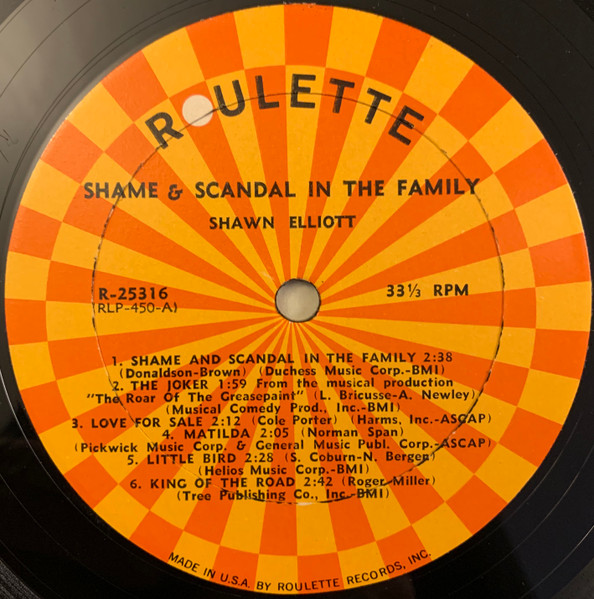 ROULETTE
SHAME & SCANDAL IN THE FAMILY
SHAWN ELLIOTT
R-25316
(RLP-450-A)
33⅓ RPM
1. SHAME AND SCANDAL IN THE FAMILY 2:38
(Donaldson-Brown) (Duchess Music Corp.-BMI)
2. THE JOKER 1:59 From the musical production
"The Roar Of The Greasepaint" (L. Bricusse-A. Newley)
(Musical Comedy Prod., Inc.-BMI)
3. LOVE FOR SALE 2:12 (Cole Porter) (Harms, Inc.-ASCAP)
4. MATILDA 2:05 (Norman Span)
(Pickwick Music Corp. & General Music Publ. Corp.-ASCAP)
5. LITTLE BIRD 2:28 (S. Coburn-N. Bergen)
(Helios Music Corp.-BMI)
6. KING OF THE ROAD 2:42 (Roger Miller)
(Tree Publishing Co., Inc.-BMI)
MADE IN U.S.A. BY ROULETTE RECORDS, INC.